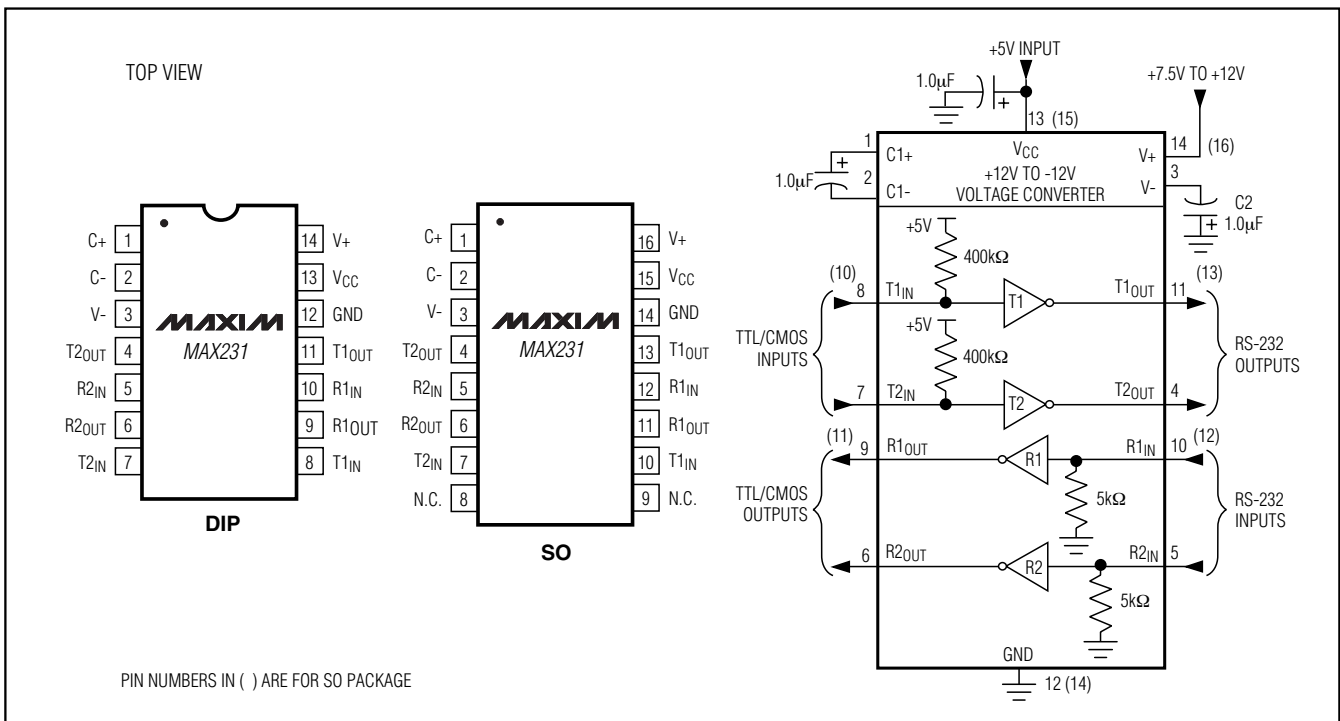 TOP VIEW
C+ 1
C- 2
V- 3
T2OUT 4
R2IN 5
R2OUT 6
T2IN 7
14 V+
13 VCC
12 GND
11 T1OUT
10 R1IN
9 R1OUT
8 T1IN
MAXIM
MAX231
DIP
C+ 1
C- 2
V- 3
T2OUT 4
R2IN 5
R2OUT 6
T2IN 7
N.C. 8
16 V+
15 VCC
14 GND
13 T1OUT
12 R1IN
11 R1OUT
10 T1IN
9 N.C.
MAXIM
MAX231
SO
+5V INPUT
1.0µF
+
+7.5V TO +12V
13 (15)
1
C1+
VCC
V+
14
(16)
+
1.0µF
2
C1-
+12V TO -12V
VOLTAGE CONVERTER
V-
3
C2
+
1.0µF
+5V
400kΩ
(10)
8
T1IN
T1
T1OUT
11
(13)
+5V
400kΩ
TTL/CMOS
INPUTS
RS-232
OUTPUTS
7
T2IN
T2
T2OUT
4
(11)
9
R1OUT
R1
R1IN
10
(12)
5kΩ
TTL/CMOS
OUTPUTS
RS-232
INPUTS
6
R2OUT
R2
R2IN
5
5kΩ
GND
12 (14)
PIN NUMBERS IN ( ) ARE FOR SO PACKAGE